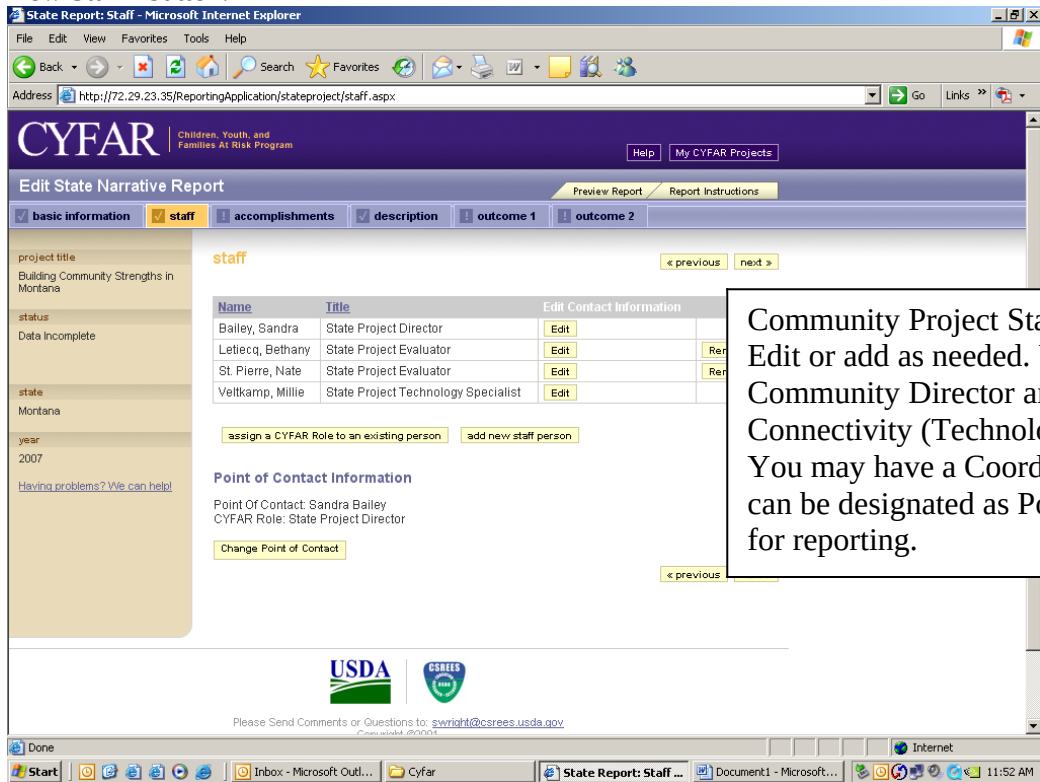 State Report: Staff - Microsoft Internet Explorer
File Edit View Favorites Tools Help
Back Search Favorites
Address http://72.29.23.35/ReportingApplication/stateproject/staff.aspx Go Links »
CYFAR Children, Youth, and
Families At Risk Program
Help My CYFAR Projects
Edit State Narrative Report Preview Report Report Instructions
basic information staff accomplishments description outcome 1 outcome 2
project title
Building Community Strengths in
Montana
status
Data Incomplete
state
Montana
year
2007
Having problems? We can help!
staff
« previous next »
Name Title Edit Contact Information
Bailey, Sandra State Project Director Edit
Letiecq, Bethany State Project Evaluator Edit
St. Pierre, Nate State Project Evaluator Edit
Veltkamp, Millie State Project Technology Specialist Edit
assign a CYFAR Role to an existing person add new staff person
Point of Contact Information
Point Of Contact: Sandra Bailey
CYFAR Role: State Project Director
Change Point of Contact
« previous
Community Project Sta
Edit or add as needed.
Community Director a
Connectivity (Technol
You may have a Coord
can be designated as Po
for reporting.
USDA CSREES
Please Send Comments or Questions to: swright@csrees.usda.gov
Copyright ©2001
Done Internet
Start Inbox - Microsoft Outl... Cyfar State Report: Staff ... Document1 - Microsoft... 11:52 AM